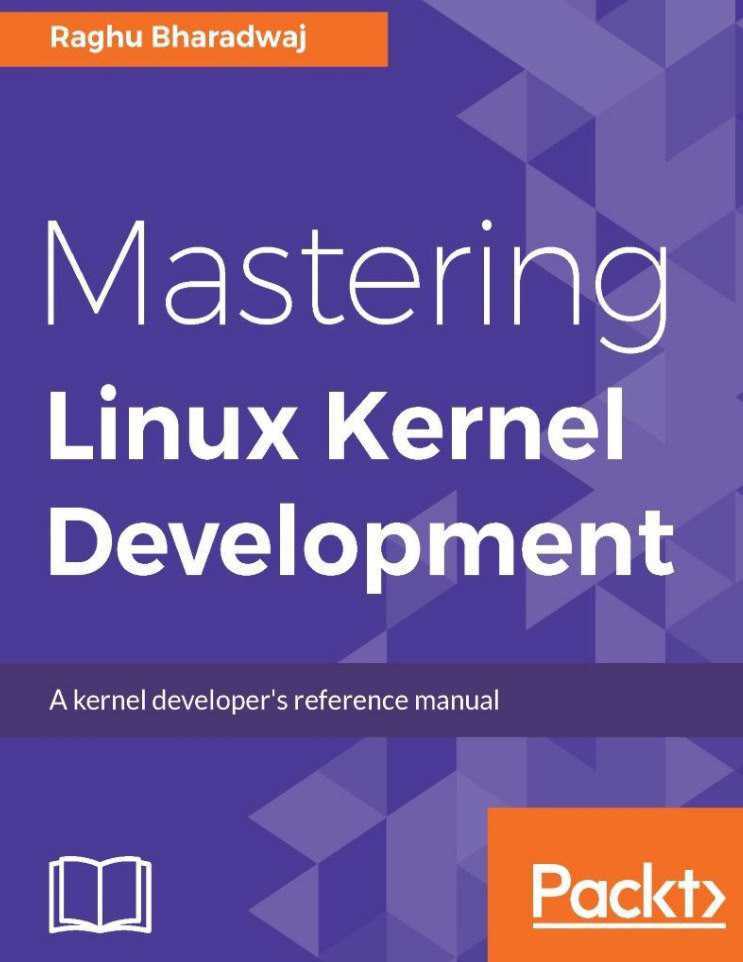 Raghu Bharadwaj
Mastering
Linux Kernel
Development
A kernel developer's reference manual
Packt>